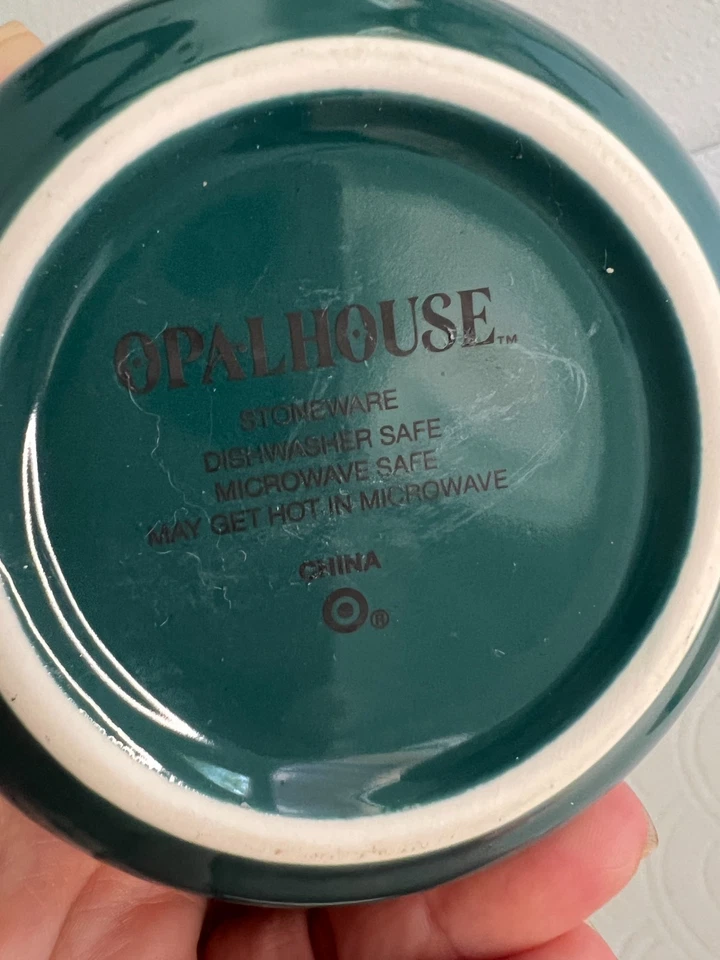 OPALHOUSE™
STONEWARE
DISHWASHER SAFE
MICROWAVE SAFE
MAY GET HOT IN MICROWAVE
CHINA
®